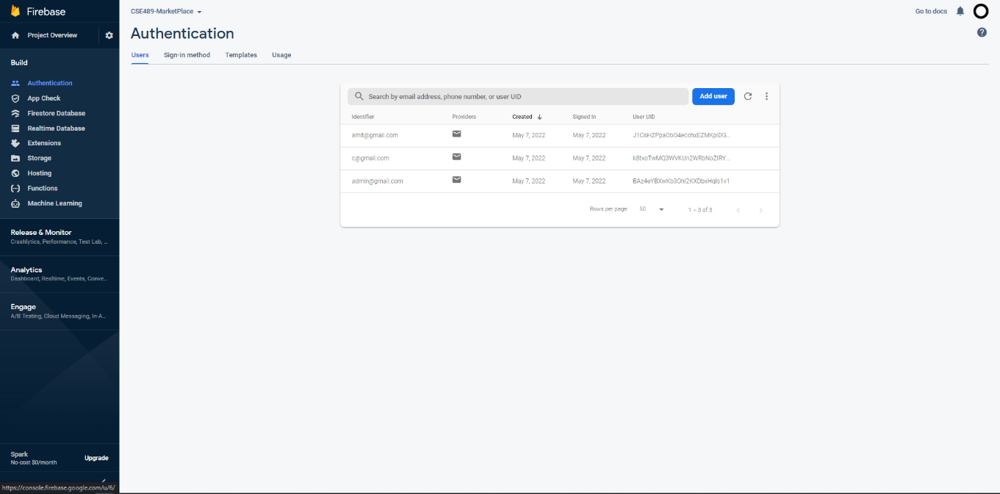 Firebase
Project Overview
Build
Authentication
App Check
Firestore Database
Realtime Database
Extensions
Storage
Hosting
Functions
Machine Learning
Release & Monitor
Crashlytics, Performance, Test Lab, ...
Analytics
Dashboard, Realtime, Events, Conve...
Engage
A/B Testing, Cloud Messaging, In-A...
Spark
No-cost $0/month
Upgrade
https://console.firebase.google.com/u/6/
CSE489-MarketPlace
Go to docs
Authentication
Users Sign-in method Templates Usage
Search by email address, phone number, or user UID Add user
Identifier Providers Created Signed In User UID
amit@gmail.com May 7, 2022 May 7, 2022
c@gmail.com May 7, 2022 May 7, 2022
admin@gmail.com May 7, 2022 May 7, 2022
Rows per page: 50 1 – 3 of 3